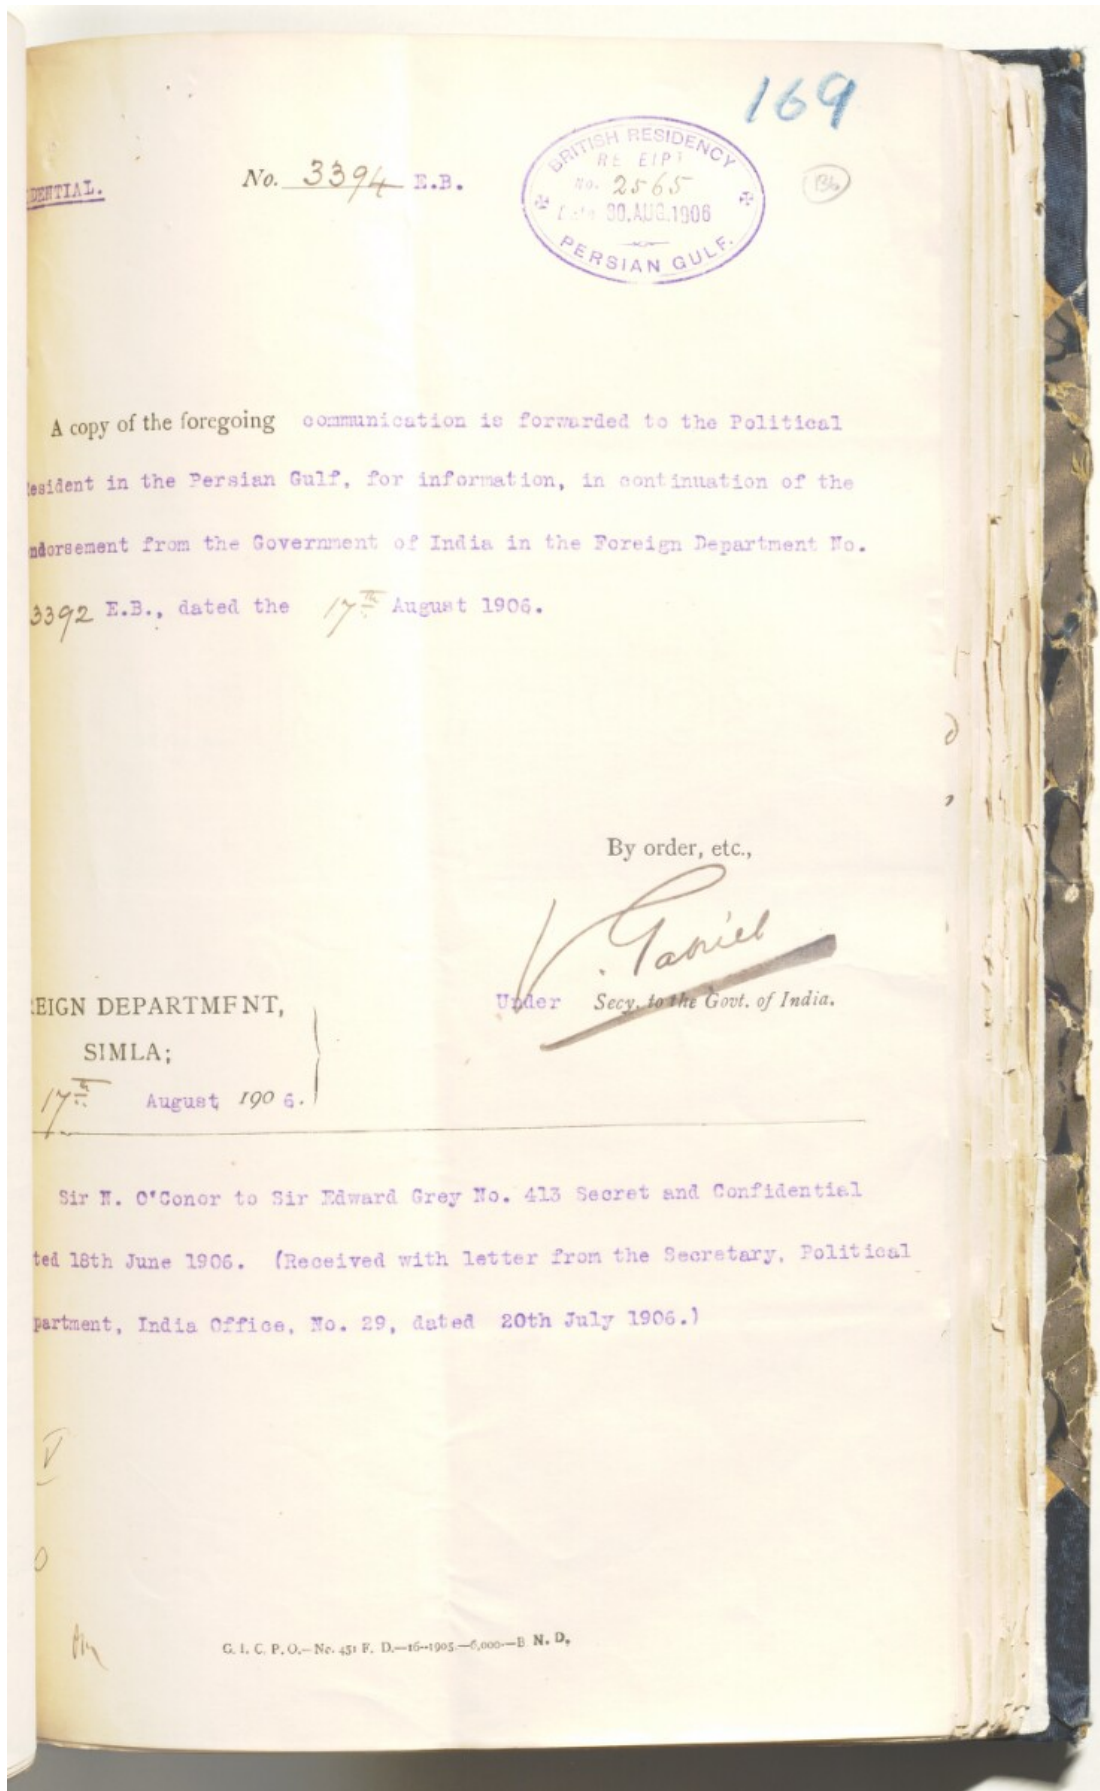 169
DENTIAL.
No. 3394 E.B.
BRITISH RESIDENCY
RE EIPT
No. 2565
Date 30.AUG.1906
PERSIAN GULF.
A copy of the foregoing communication is forwarded to the Political
esident in the Persian Gulf, for information, in continuation of the
ndorsement from the Government of India in the Foreign Department No.
3392 E.B., dated the 17th August 1906.
By order, etc.,
V. Gabriel
Under Secy. to the Govt. of India.
EIGN DEPARTMENT,
SIMLA;
17th August 1906.
Sir N. O'Conor to Sir Edward Grey No. 413 Secret and Confidential
ted 18th June 1906. (Received with letter from the Secretary, Political
partment, India Office, No. 29, dated 20th July 1906.)
G. I. C. P. O.—No. 451 F. D.—16-1905.—6,000—B N. D.